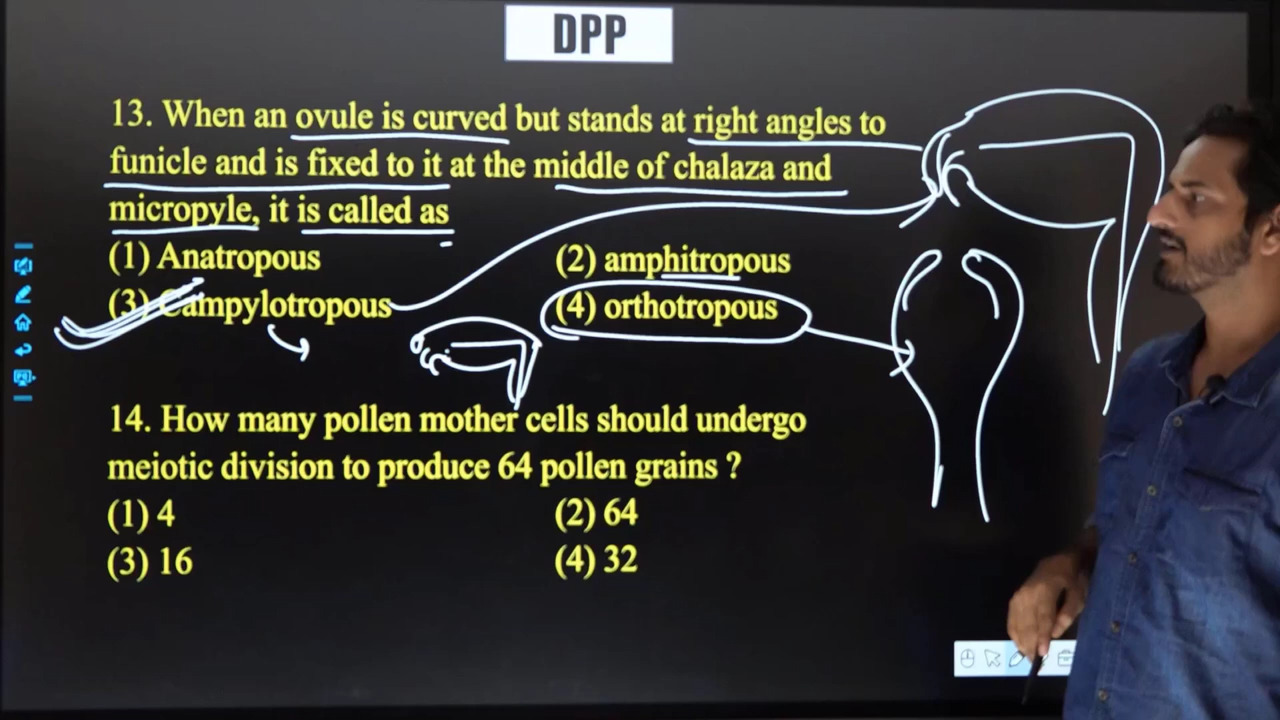 DPP
13. When an ovule is curved but stands at right angles to
funicle and is fixed to it at the middle of chalaza and
micropyle, it is called as
(1) Anatropous (2) amphitropous
(3) Campylotropous (4) orthotropous
14. How many pollen mother cells should undergo
meiotic division to produce 64 pollen grains ?
(1) 4 (2) 64
(3) 16 (4) 32